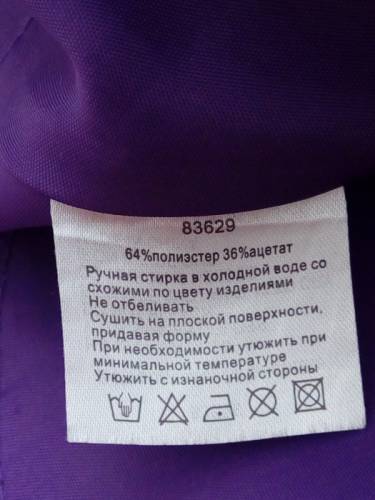 83629
64%полиэстер 36%ацетат
Ручная стирка в холодной воде со
схожими по цвету изделиями
Не отбеливать
Сушить на плоской поверхности,
придавая форму
При необходимости утюжить при
минимальной температуре
Утюжить с изнаночной стороны